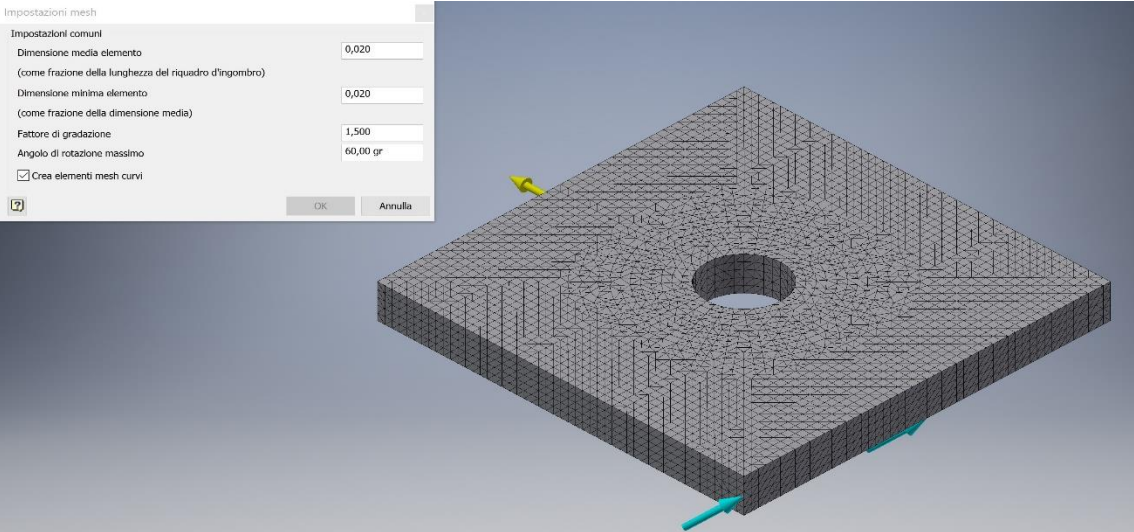 Impostazioni mesh
Impostazioni comuni
Dimensione media elemento 0,020
(come frazione della lunghezza del riquadro d'ingombro)
Dimensione minima elemento 0,020
(come frazione della dimensione media)
Fattore di gradazione 1,500
Angolo di rotazione massimo 60,00 gr
Crea elementi mesh curvi
? OK Annulla